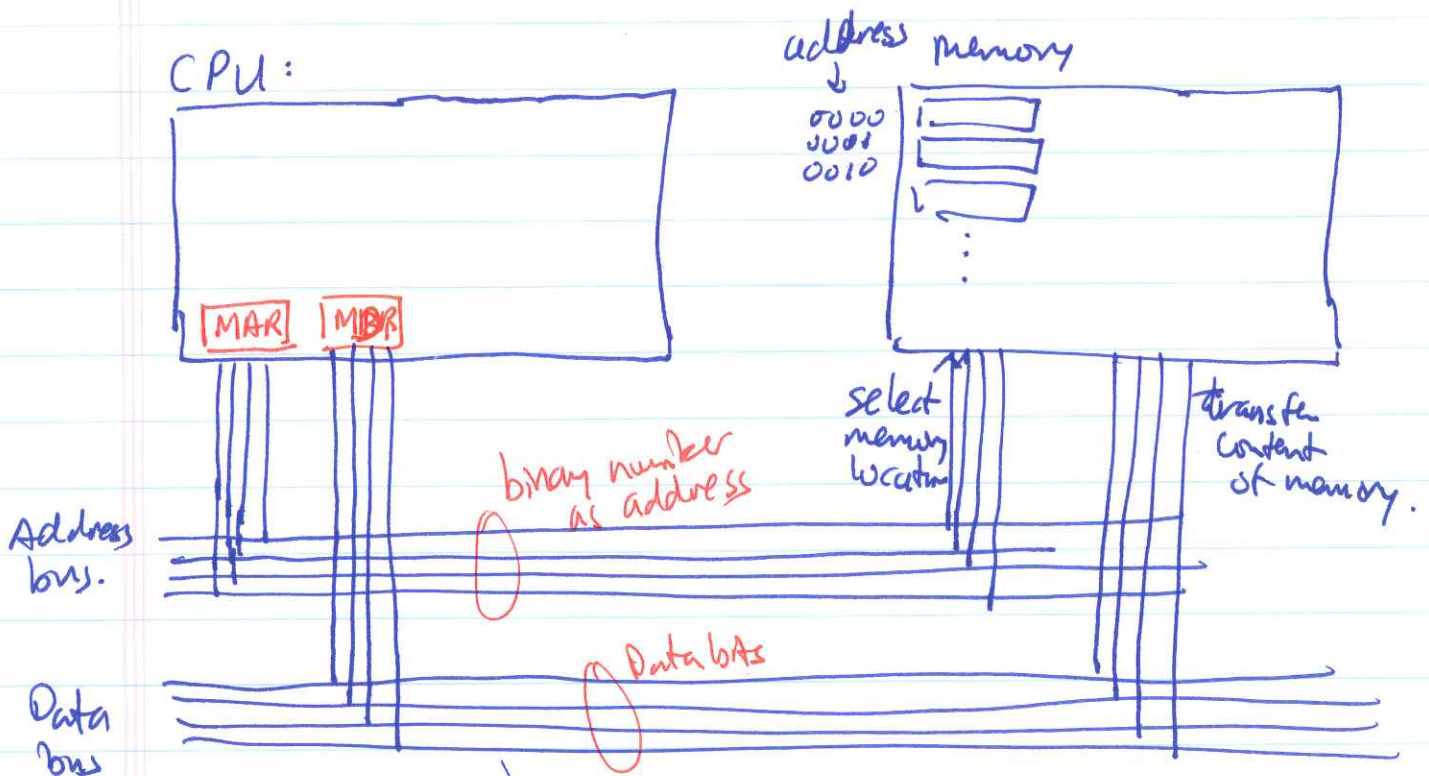 CPU:
address memory
0000
0001
0010
MAR MBR
select
memory
location
transfer
content
of memory.
binary number
as address
Address
bus.
Data bits
Data
bus